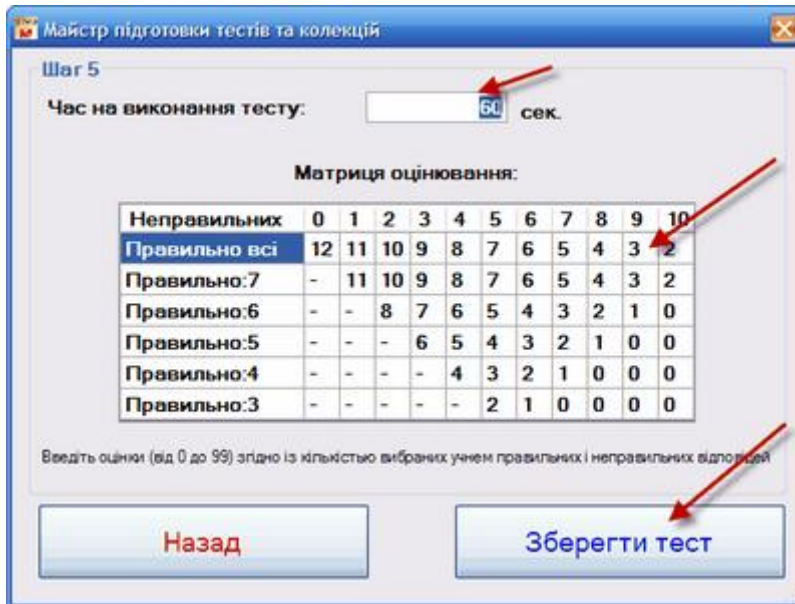 Майстр підготовки тестів та колекцій
Шаг 5
Час на виконання тесту: 60 сек.
Матриця оцінювання:
Неправильних 0 1 2 3 4 5 6 7 8 9 10
Правильно всі 12 11 10 9 8 7 6 5 4 3 2
Правильно:7 - 11 10 9 8 7 6 5 4 3 2
Правильно:6 - - 8 7 6 5 4 3 2 1 0
Правильно:5 - - - 6 5 4 3 2 1 0 0
Правильно:4 - - - - 4 3 2 1 0 0 0
Правильно:3 - - - - - 2 1 0 0 0 0
Введіть оцінки (від 0 до 99) згідно із кількістью вибраних учнем правильних і неправильних відповідей
Назад Зберегти тест